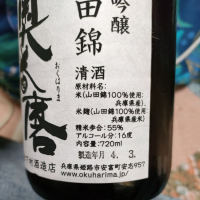 吟醸
田錦
奥播磨
おくはりま
清酒
原材料名:
米(山田錦100%使用:
兵庫県産)、
米麹(山田錦100%使用:
兵庫県産米)
精米歩合:55%
アルコール分:16度
内容量:720ml
製造年月 4. 3.
酒造店
兵庫県姫路市安富町安志957
www.okuharima.jp/